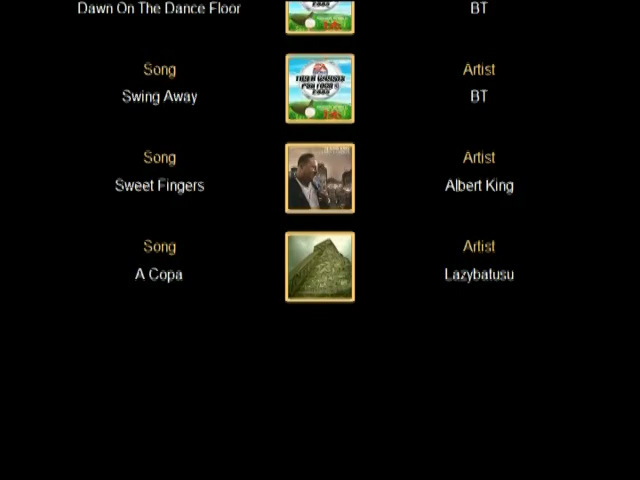 Dawn On The Dance Floor BT
Song Artist
Swing Away BT
Song Artist
Sweet Fingers Albert King
Song Artist
A Copa Lazybatusu